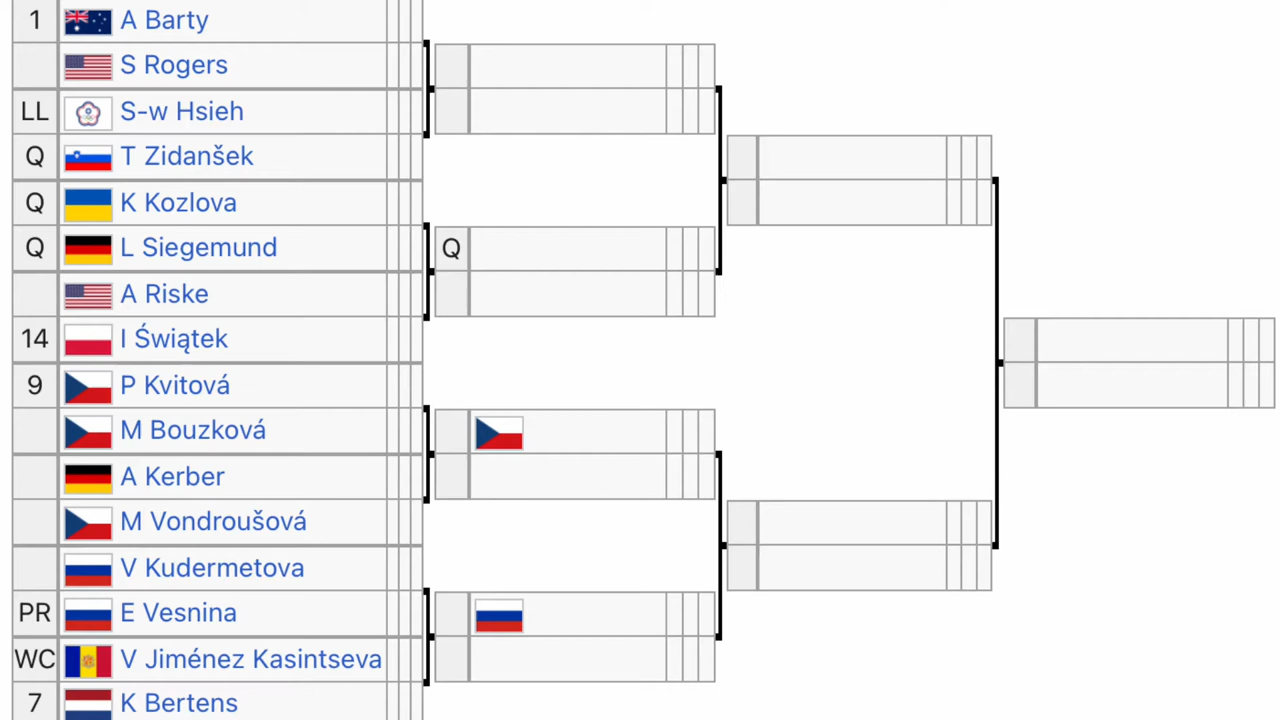 1 A Barty
S Rogers
LL S-w Hsieh
Q T Zidanšek
Q K Kozlova
Q L Siegemund
Q
A Riske
14 I Świątek
9 P Kvitová
M Bouzková
A Kerber
M Vondroušová
V Kudermetova
PR E Vesnina
WC V Jiménez Kasintseva
7 K Bertens